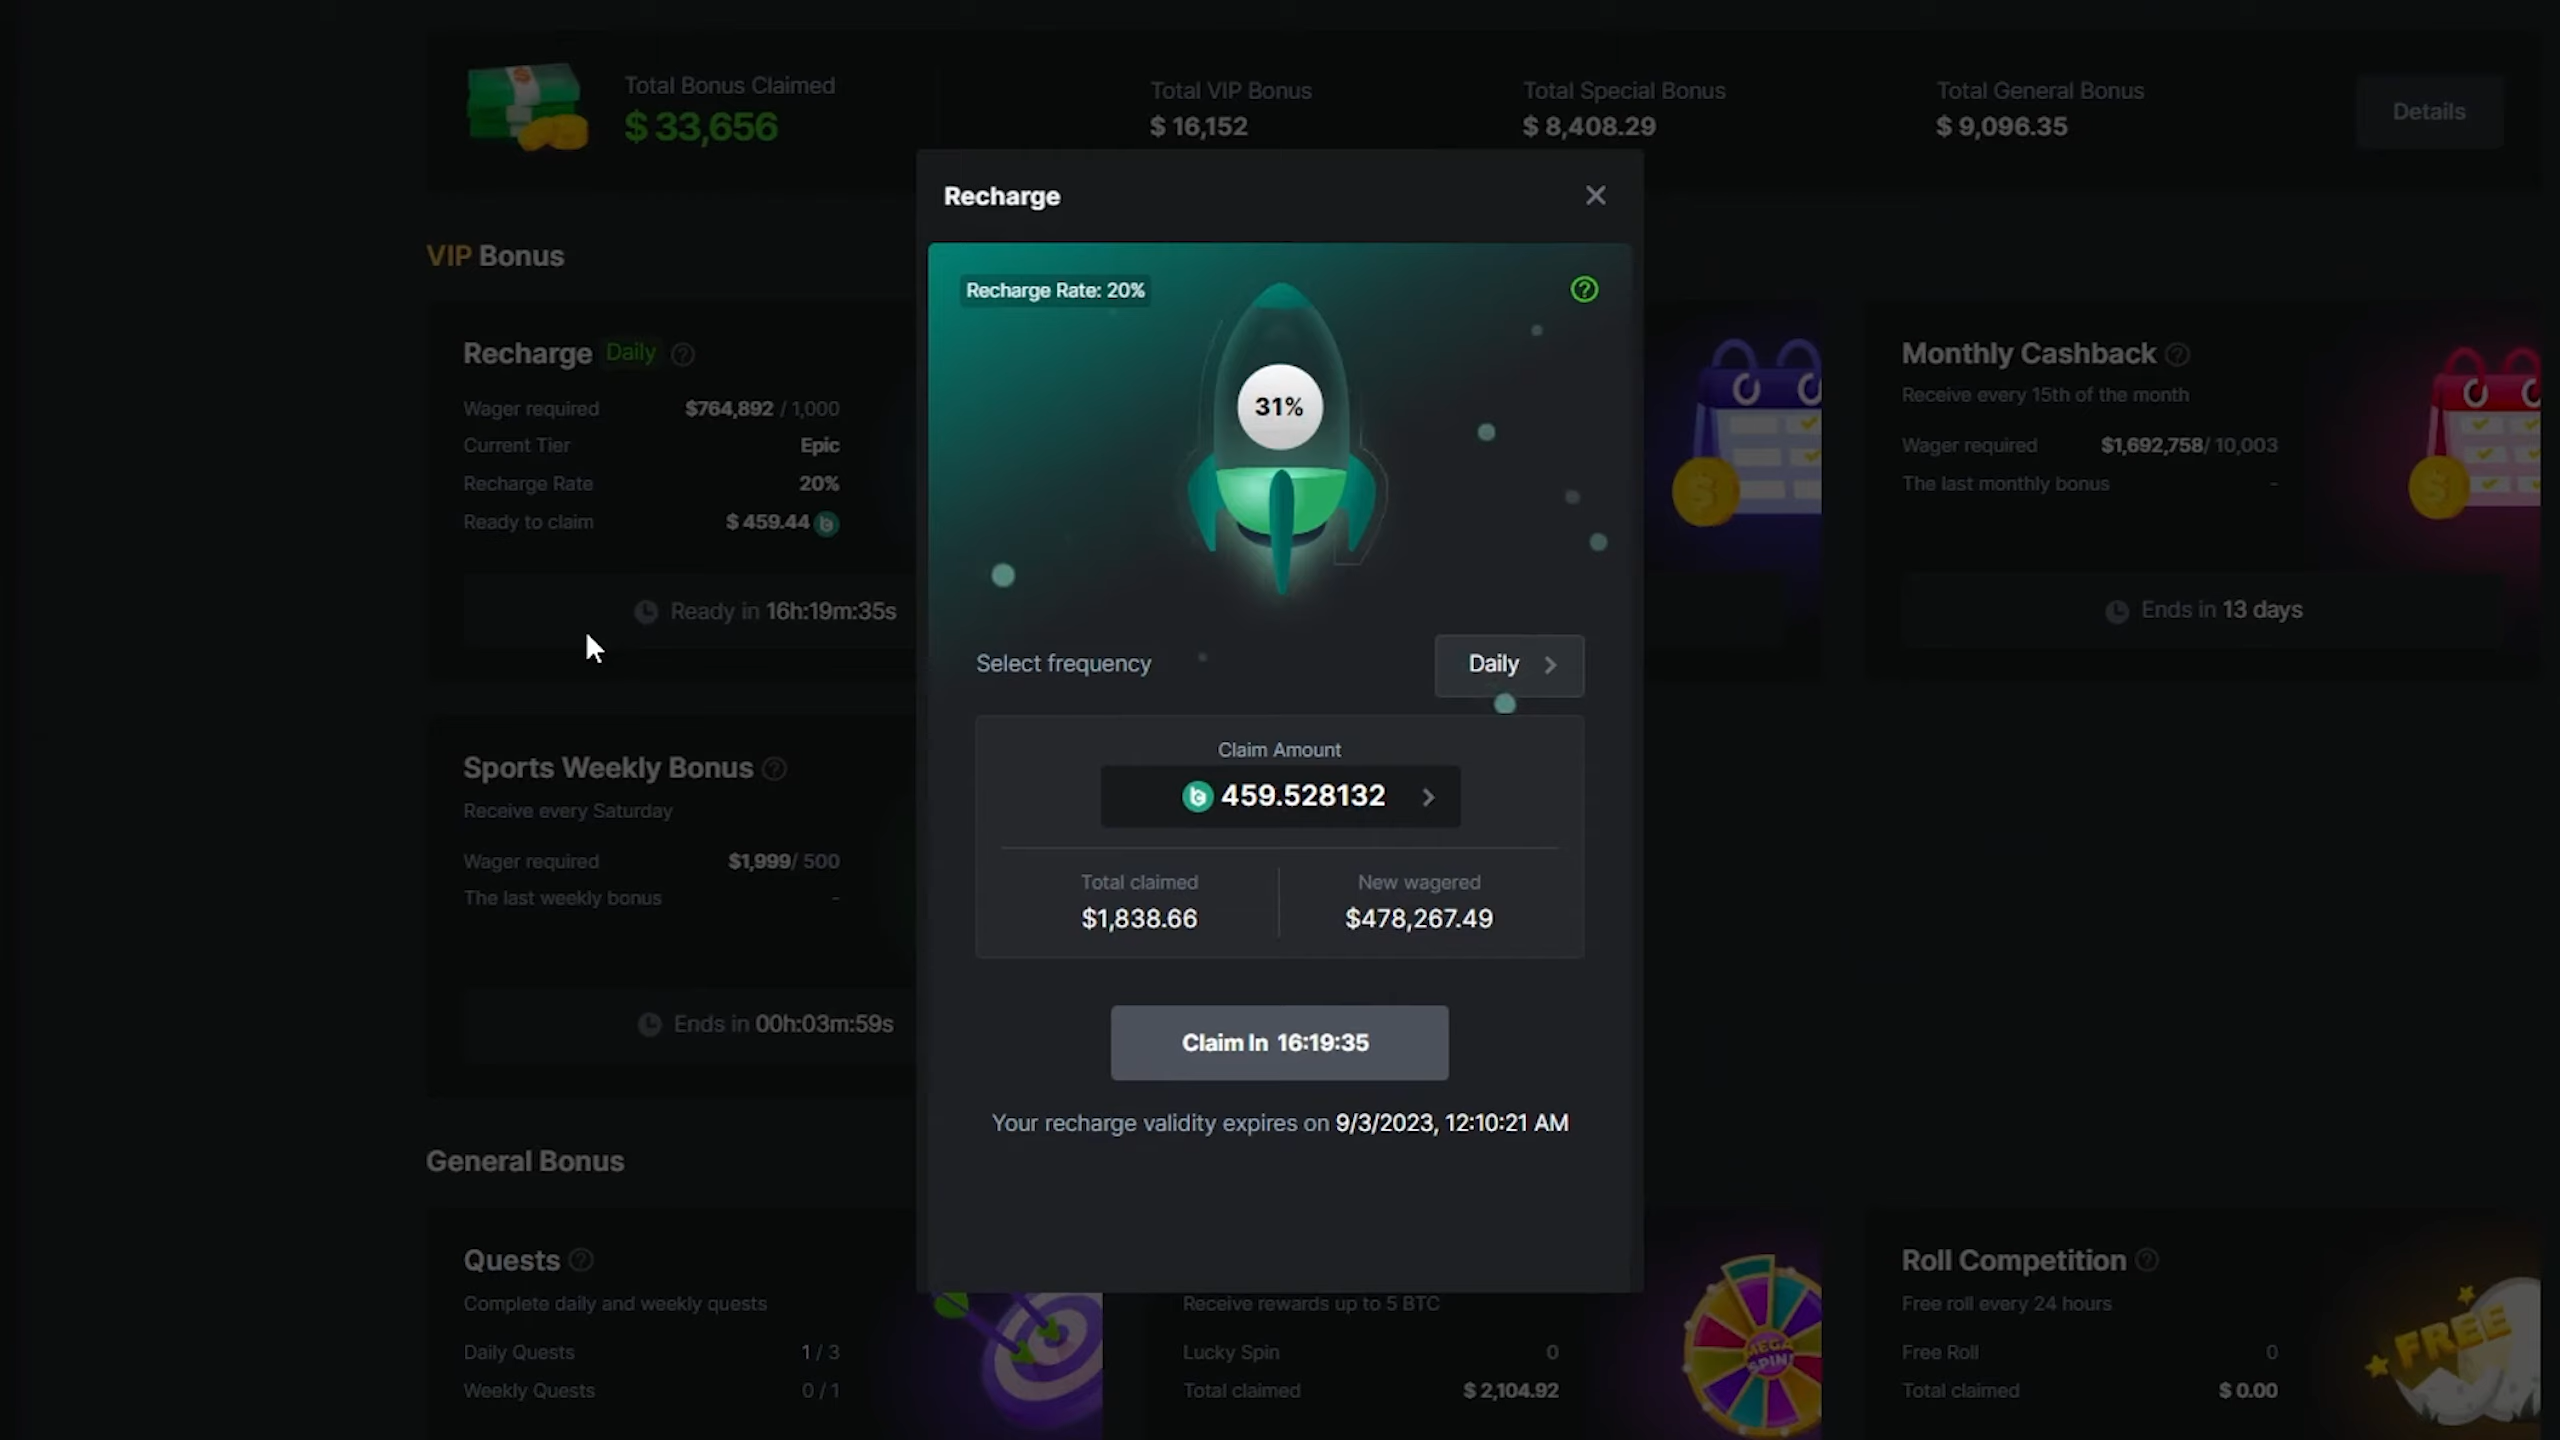 Total Bonus Claimed
$ 33,656
Total VIP Bonus
$ 16,152
Total Special Bonus
$ 8,408.29
Total General Bonus
$ 9,096.35
Details
VIP Bonus
Recharge Daily
Wager required $764,892 / 1,000
Current Tier Epic
Recharge Rate 20%
Ready to claim $ 459.44
Ready in 16h:19m:35s
Recharge
Recharge Rate: 20%
31%
Select frequency Daily
Claim Amount
459.528132
Total claimed
$1,838.66
New wagered
$478,267.49
Claim In 16:19:35
Your recharge validity expires on 9/3/2023, 12:10:21 AM
Monthly Cashback
Receive every 15th of the month
Wager required $1,692,758/ 10,003
The last monthly bonus -
Ends in 13 days
Sports Weekly Bonus
Receive every Saturday
Wager required $1,999/ 500
The last weekly bonus -
Ends in 00h:03m:59s
General Bonus
Quests
Complete daily and weekly quests
Daily Quests 1 / 3
Weekly Quests 0 / 1
Receive rewards up to 5 BTC
Lucky Spin 0
Total claimed $ 2,104.92
MEGA
SPIN!
Roll Competition
Free roll every 24 hours
Free Roll 0
Total claimed $ 0.00
FREE